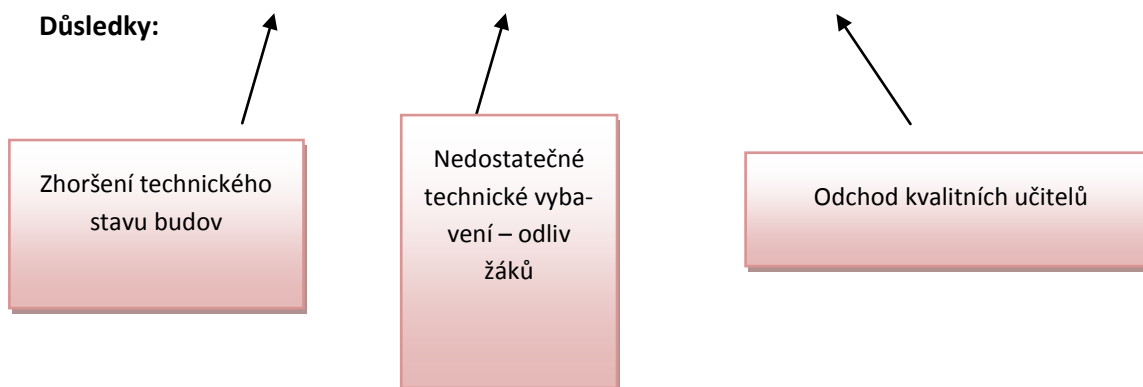 Důsledky:
Zhoršení technického
stavu budov
Nedostatečné
technické vyba-
vení – odliv
žáků
Odchod kvalitních učitelů